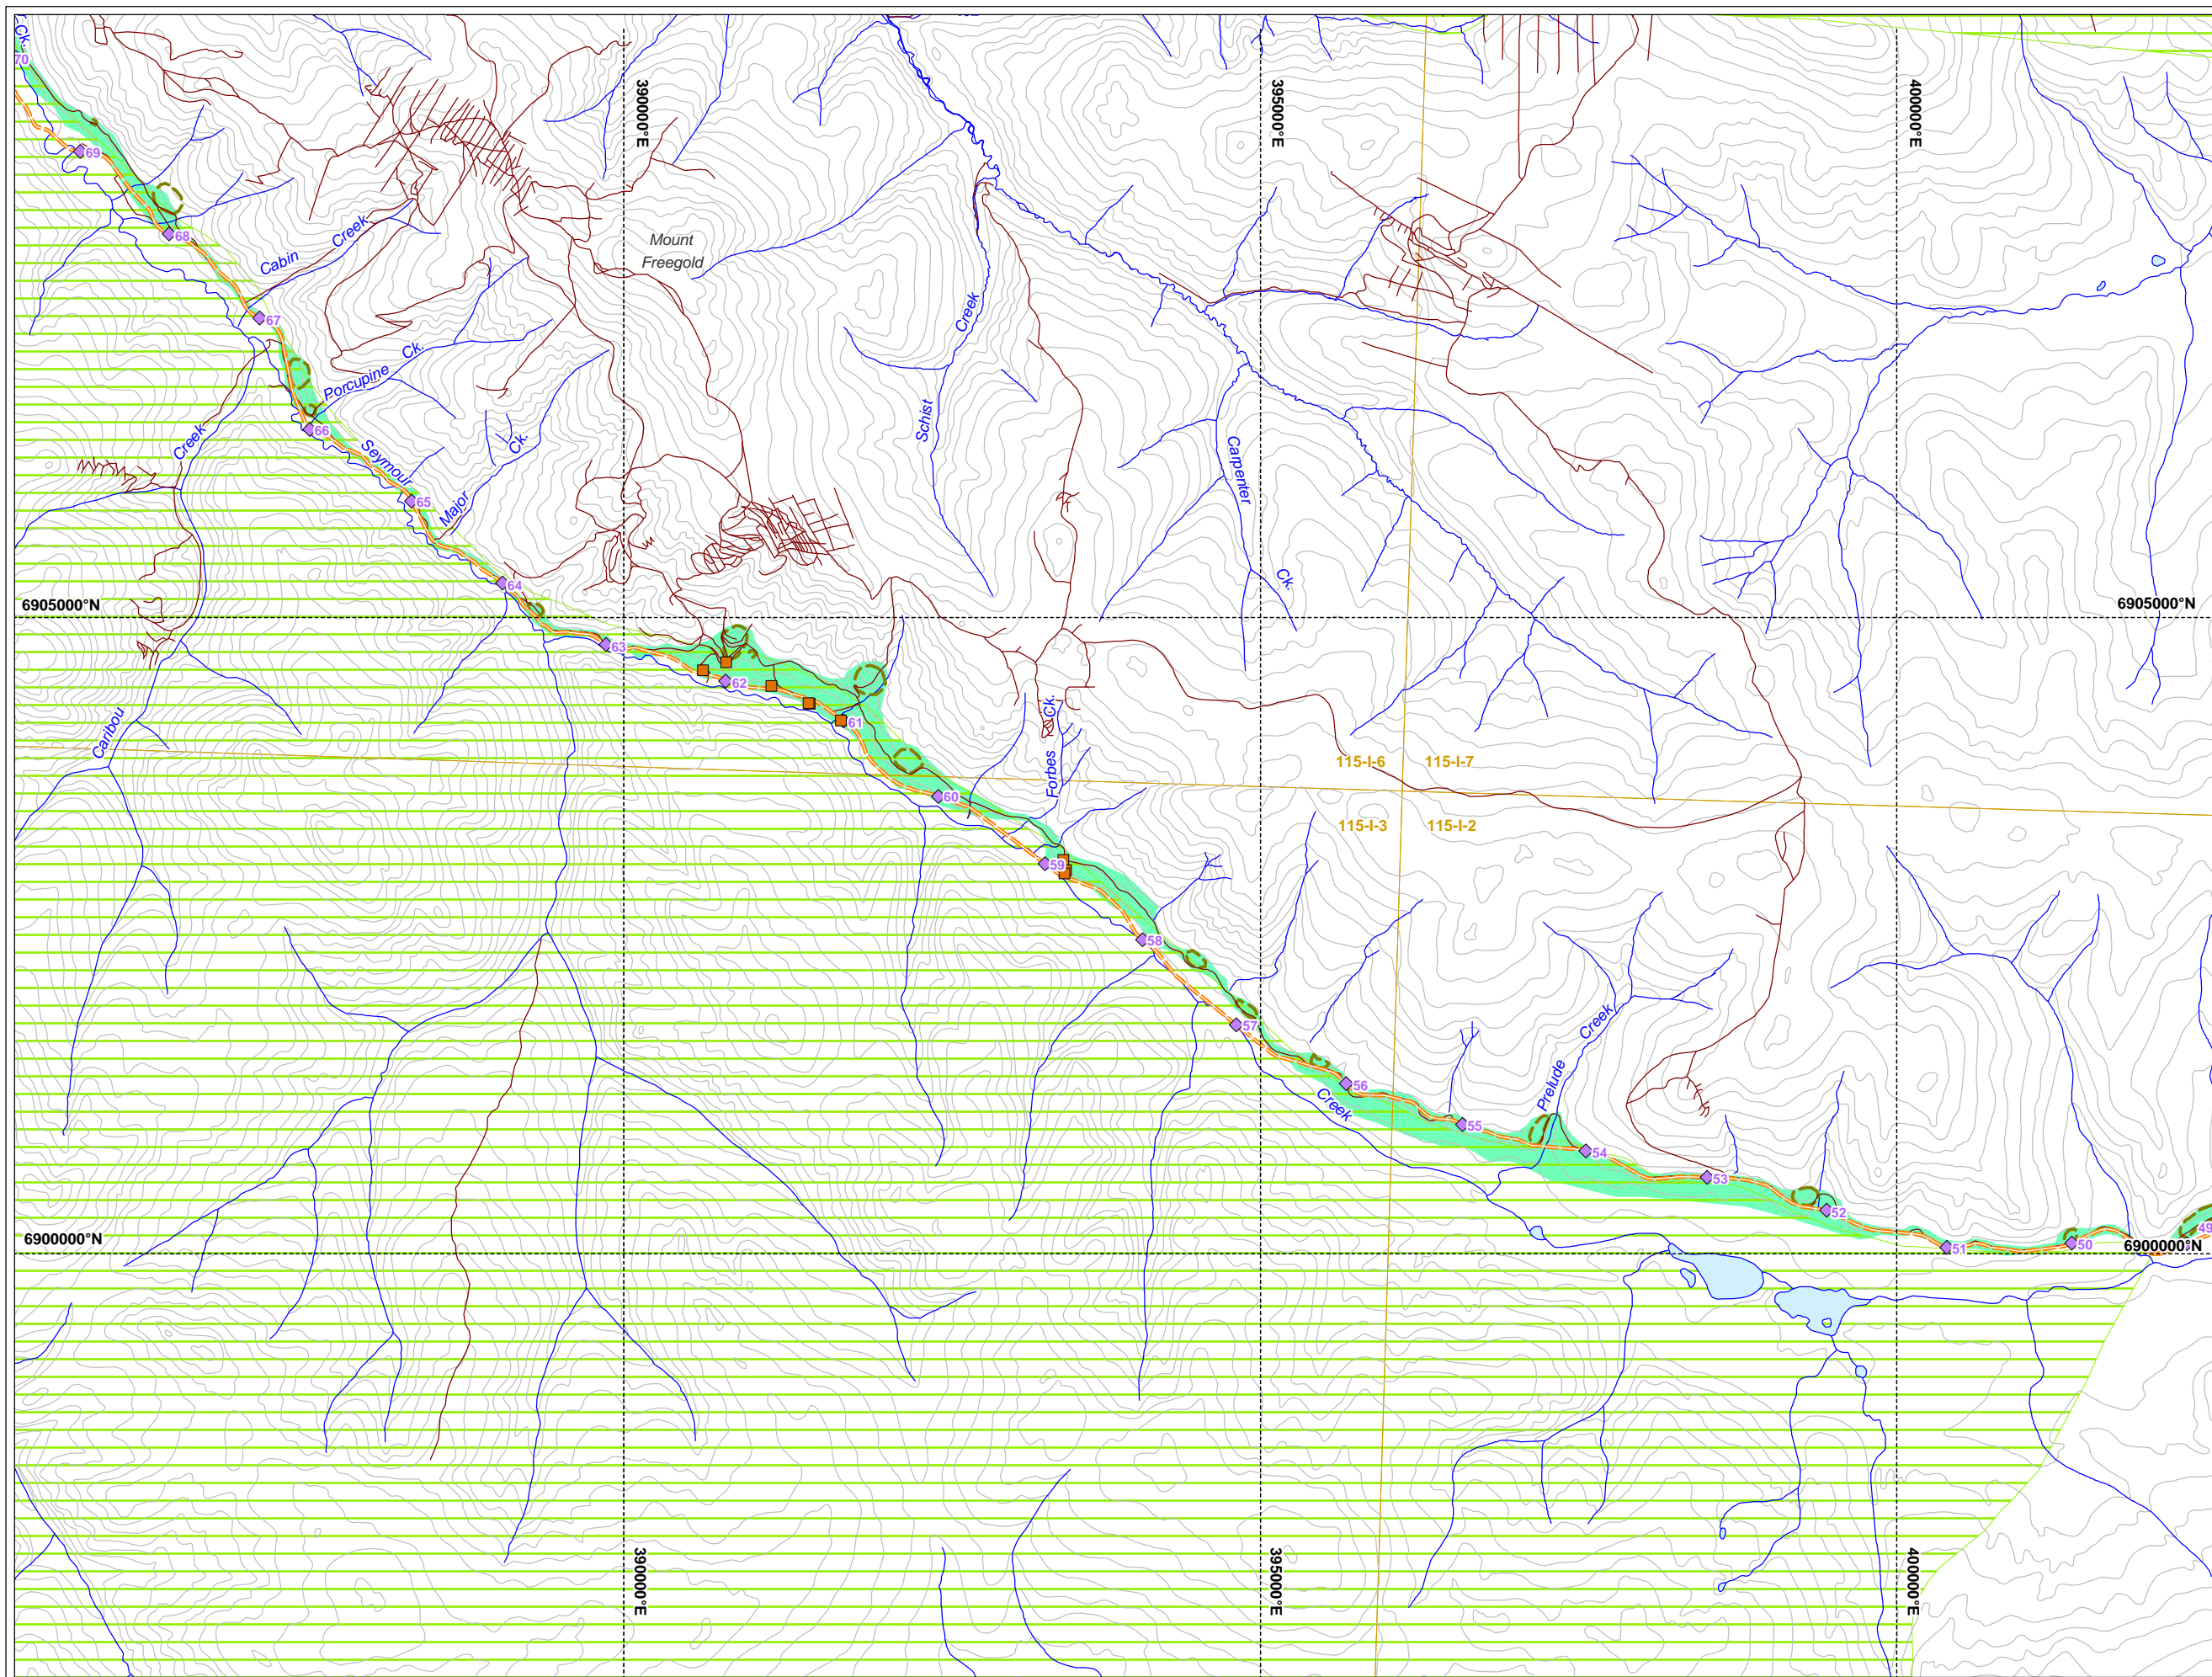 Ck.
70
390000°E
395000°E
400000°E
69
68
Cabin
Creek
Mount
Freegold
67
Creek
Schist
Porcupine
Ck.
66
Creek
Seymour
65
Major
Ck.
Carpenter
Ck.
64
6905000°N
6905000°N
63
62
61
Caribou
Forbes
Ck.
115-I-6
115-I-7
60
115-I-3
115-I-2
59
58
57
56
Creek
55
Prelude
Creek
54
53
52
51
50
49
6900000°N
6900000°N
390000°E
395000°E
400000°E